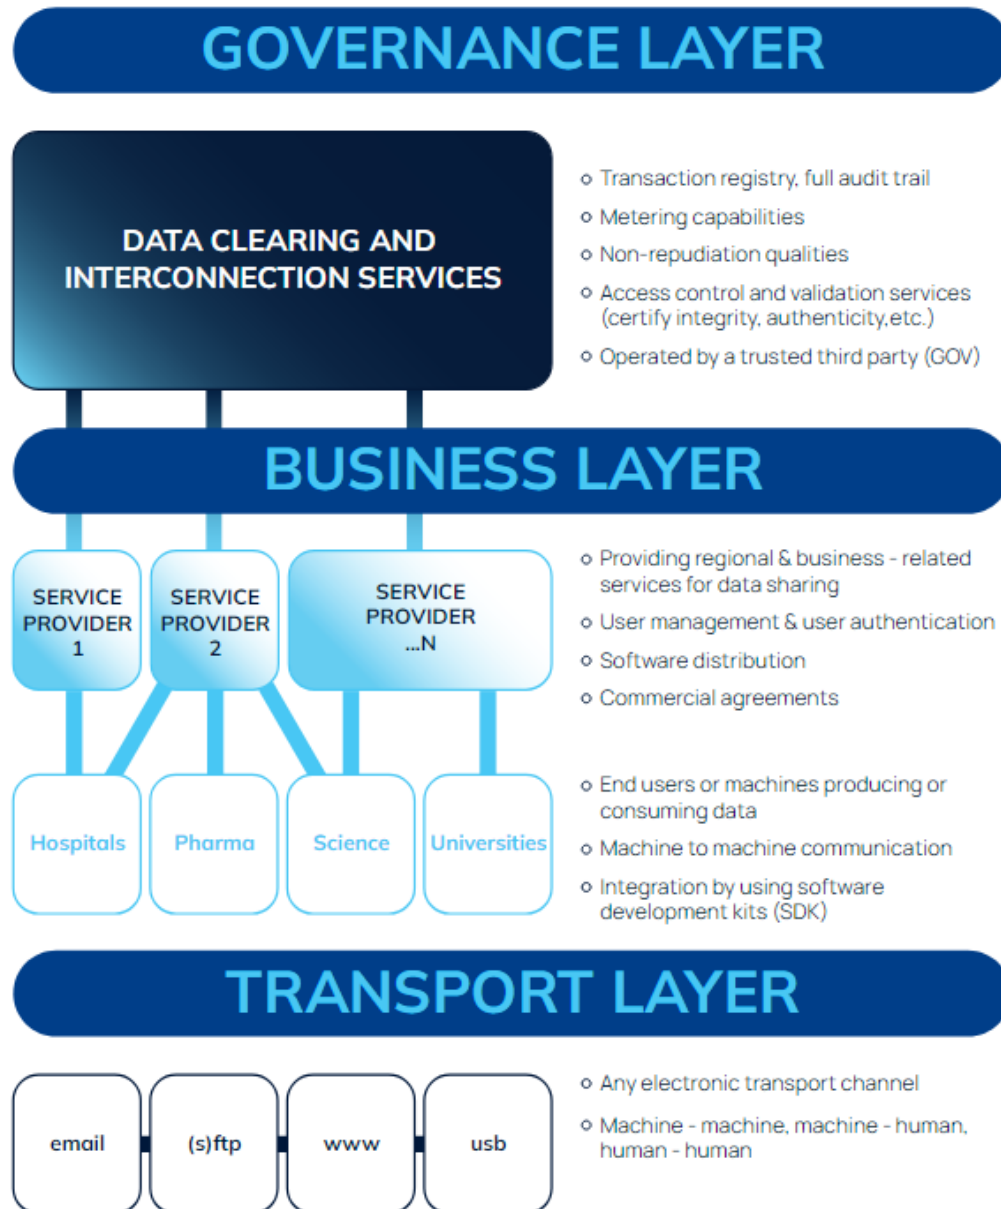 GOVERNANCE LAYER
DATA CLEARING AND
INTERCONNECTION SERVICES
Transaction registry, full audit trail
Metering capabilities
Non-repudiation qualities
Access control and validation services
(certify integrity, authenticity,etc.)
Operated by a trusted third party (GOV)
BUSINESS LAYER
SERVICE
PROVIDER
1
SERVICE
PROVIDER
2
SERVICE
PROVIDER
...N
Providing regional & business - related
services for data sharing
User management & user authentication
Software distribution
Commercial agreements
Hospitals
Pharma
Science
Universities
End users or machines producing or
consuming data
Machine to machine communication
Integration by using software
development kits (SDK)
TRANSPORT LAYER
email
(s)ftp
www
usb
Any electronic transport channel
Machine - machine, machine - human,
human - human